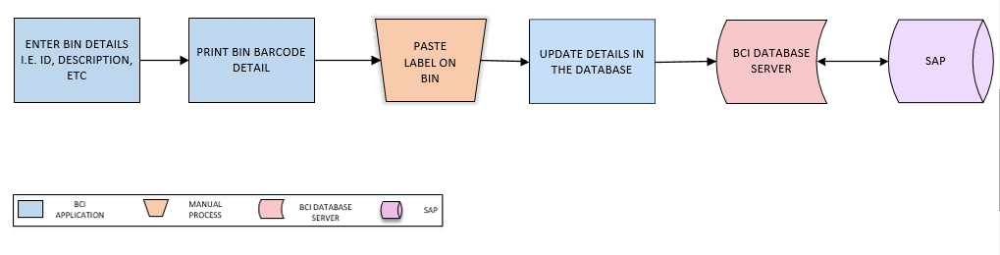 ENTER BIN DETAILS
I.E. ID, DESCRIPTION,
ETC
PRINT BIN BARCODE
DETAIL
PASTE
LABEL ON
BIN
UPDATE DETAILS IN
THE DATABASE
BCI DATABASE
SERVER
SAP
BCI
APPLICATION
MANUAL
PROCESS
BCI DATABASE
SERVER
SAP